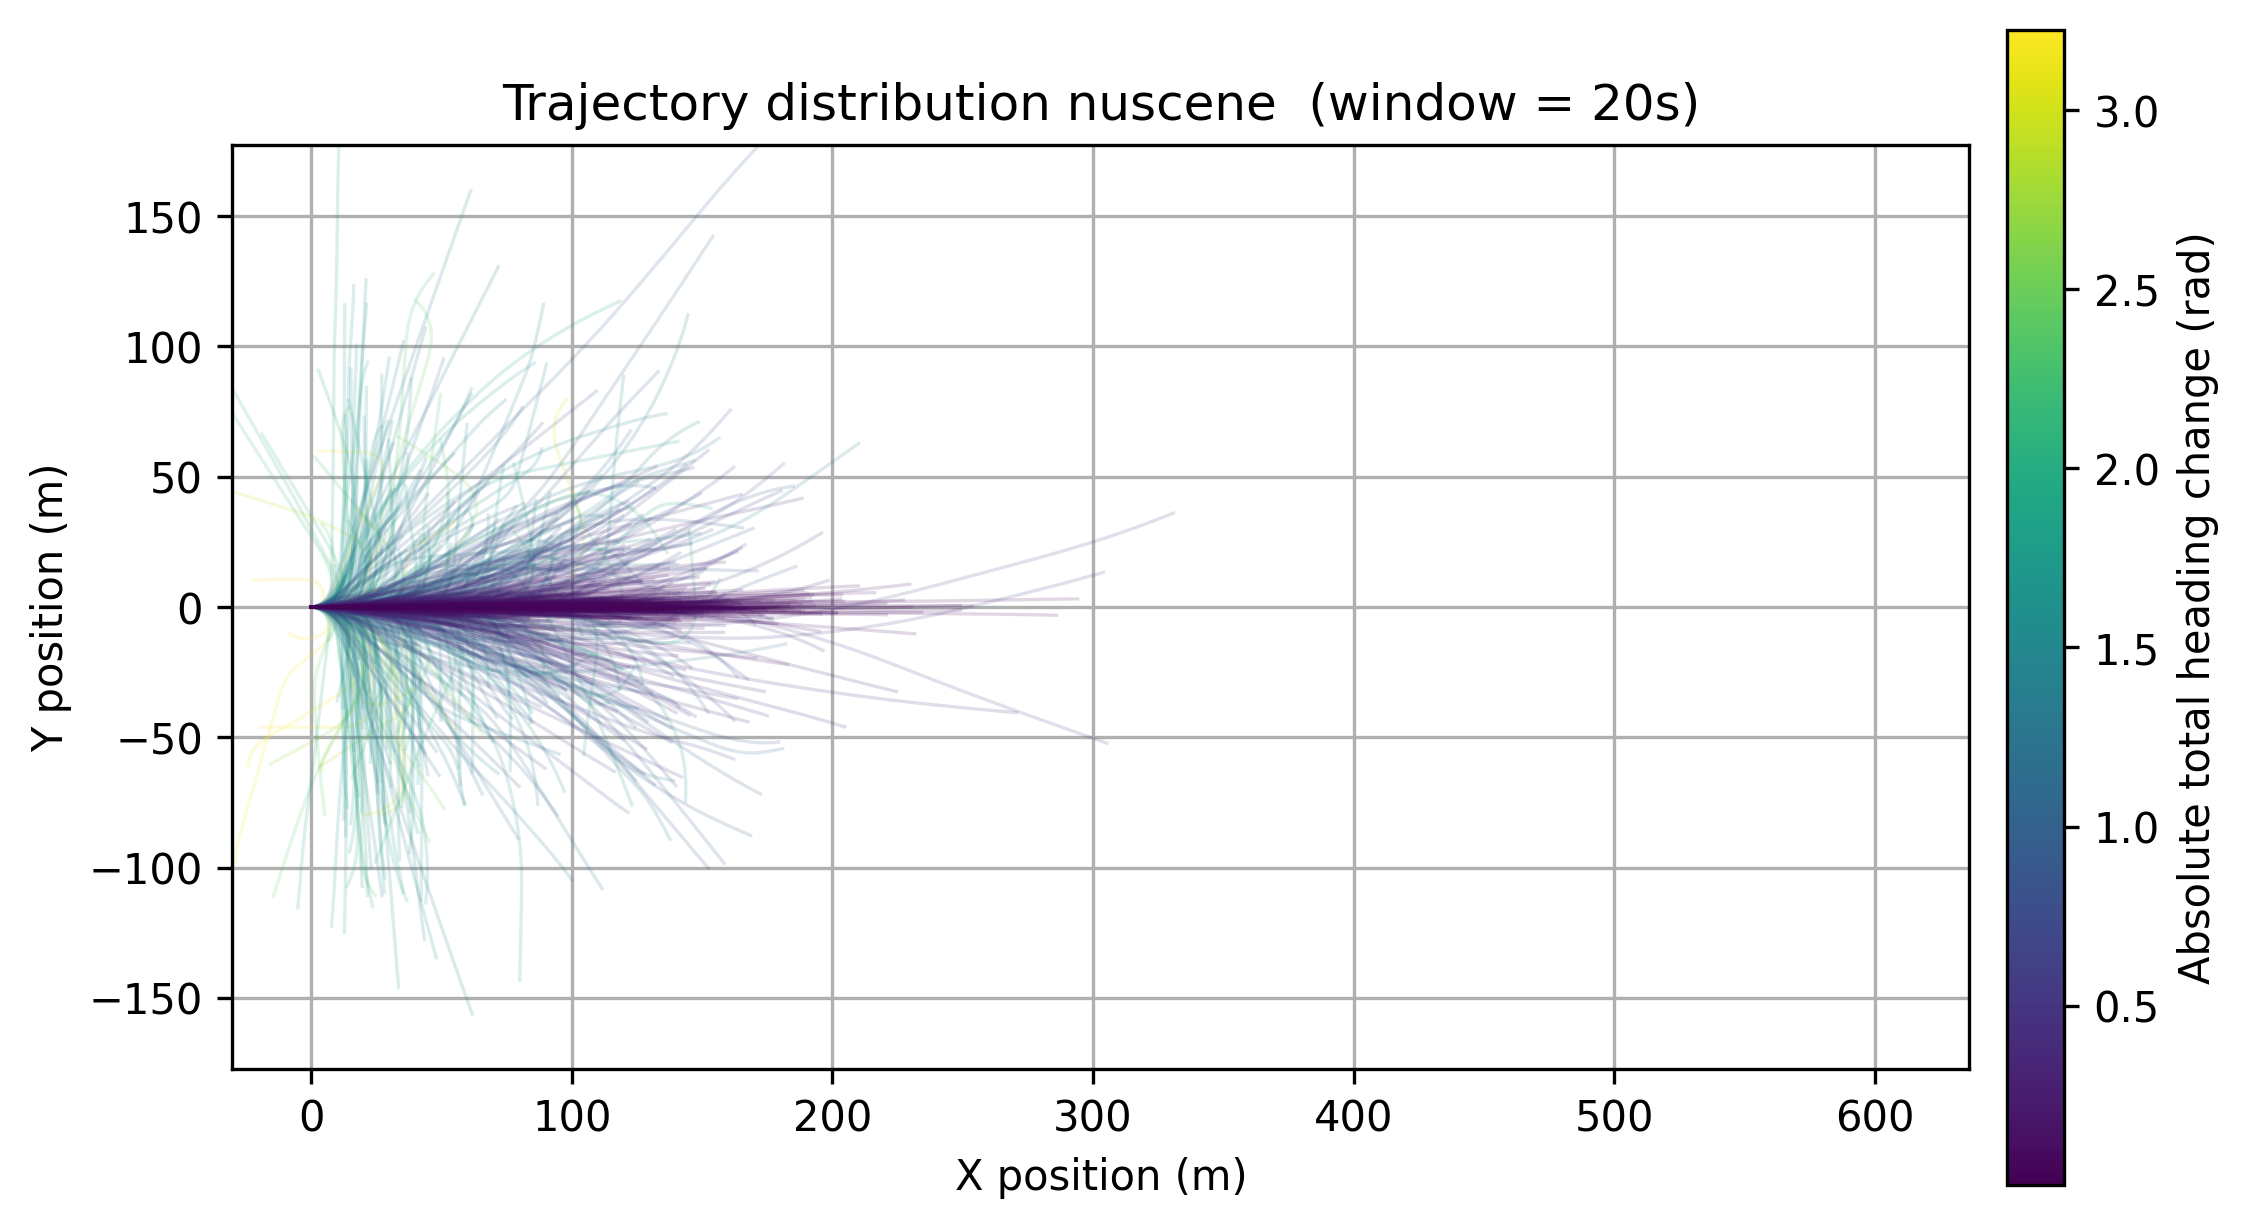 Trajectory distribution nuscene  (window = 20s)
Y position (m)
150
100
50
0
−50
−100
−150
0 100 200 300 400 500 600
X position (m)
3.0
2.5
2.0
1.5
1.0
0.5
Absolute total heading change (rad)